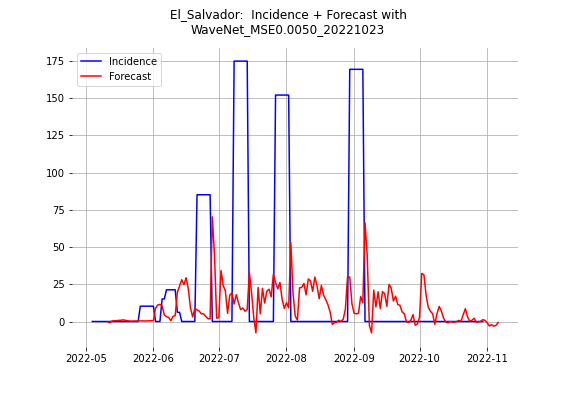 El_Salvador:  Incidence + Forecast with
WaveNet_MSE0.0050_20221023
Incidence
Forecast
175
150
125
100
75
50
25
0
2022-05 2022-06 2022-07 2022-08 2022-09 2022-10 2022-11